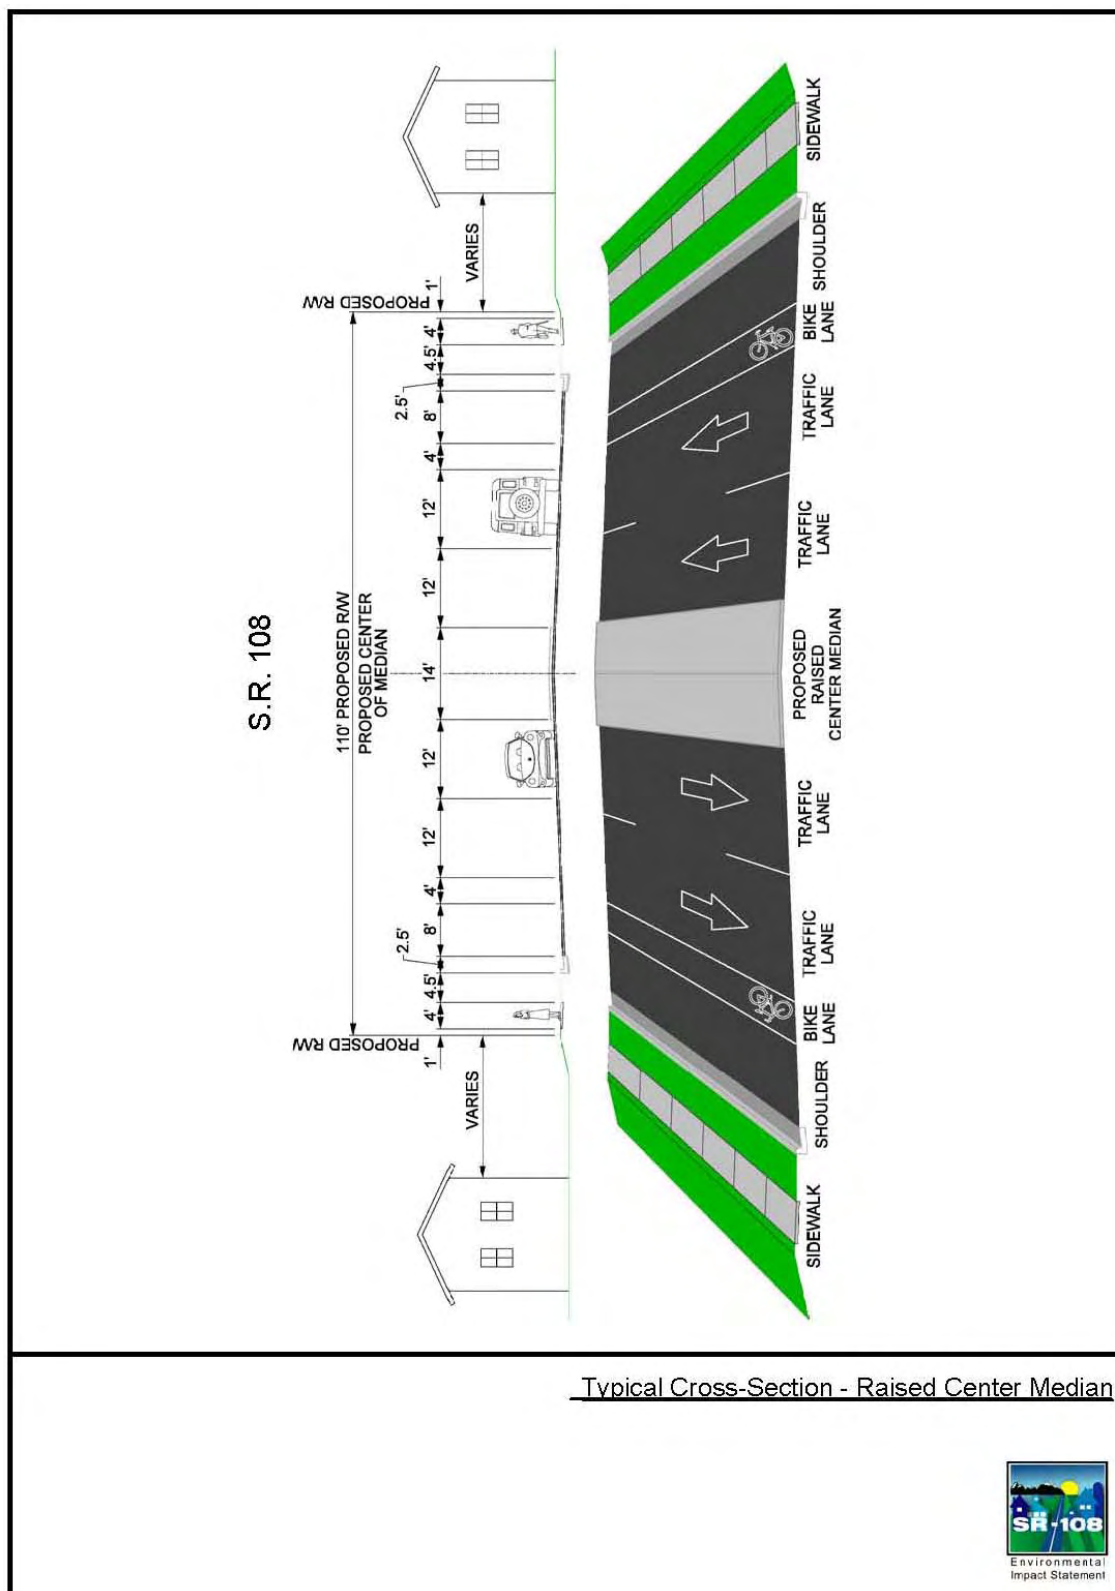 S.R. 108
110' PROPOSED R/W
PROPOSED CENTER
OF MEDIAN
PROPOSED R/W
PROPOSED R/W
VARIES
1'
4'
4.5'
2.5'
8'
4'
12'
12'
14'
12'
12'
4'
8'
2.5'
4.5'
4'
1'
VARIES
SIDEWALK
SHOULDER
BIKE
LANE
TRAFFIC
LANE
TRAFFIC
LANE
PROPOSED
RAISED
CENTER MEDIAN
TRAFFIC
LANE
TRAFFIC
LANE
BIKE
LANE
SHOULDER
SIDEWALK
Typical Cross-Section - Raised Center Median
SR-108
Environmental
Impact Statement